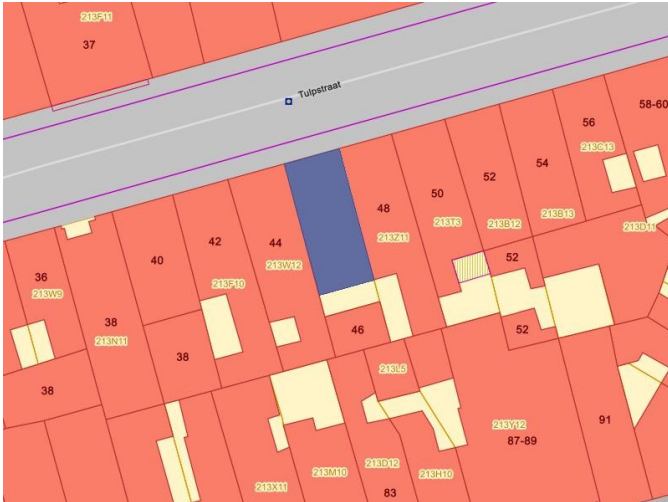 213F11
37
Tulpstraat
58-60
56
213C13
54
52
50
48
44
42
40
36
213W9
38
213N11
213F10
213W12
213Z11
213T3
213B12
213B13
213D11
52
46
52
38
38
213L5
213Y12
87-89
91
213X11
213M10
213D12
213H10
83